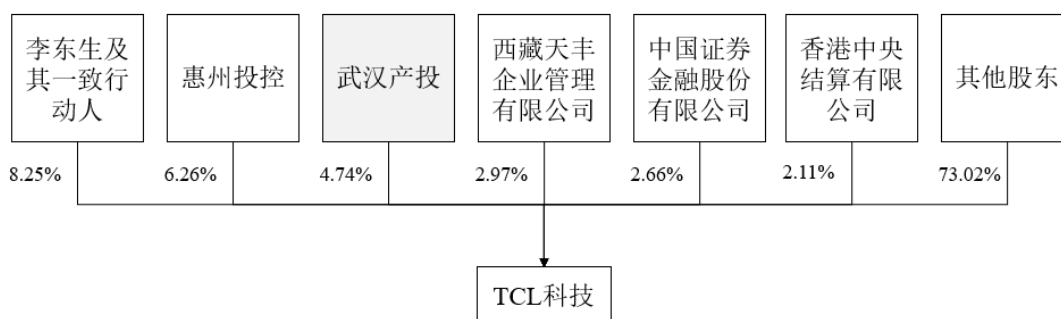 李东生及
其一致行
动人
惠州投控
武汉产投
西藏天丰
企业管理
有限公司
中国证券
金融股份
有限公司
香港中央
结算有限
公司
其他股东
8.25%
6.26%
4.74%
2.97%
2.66%
2.11%
73.02%
TCL科技